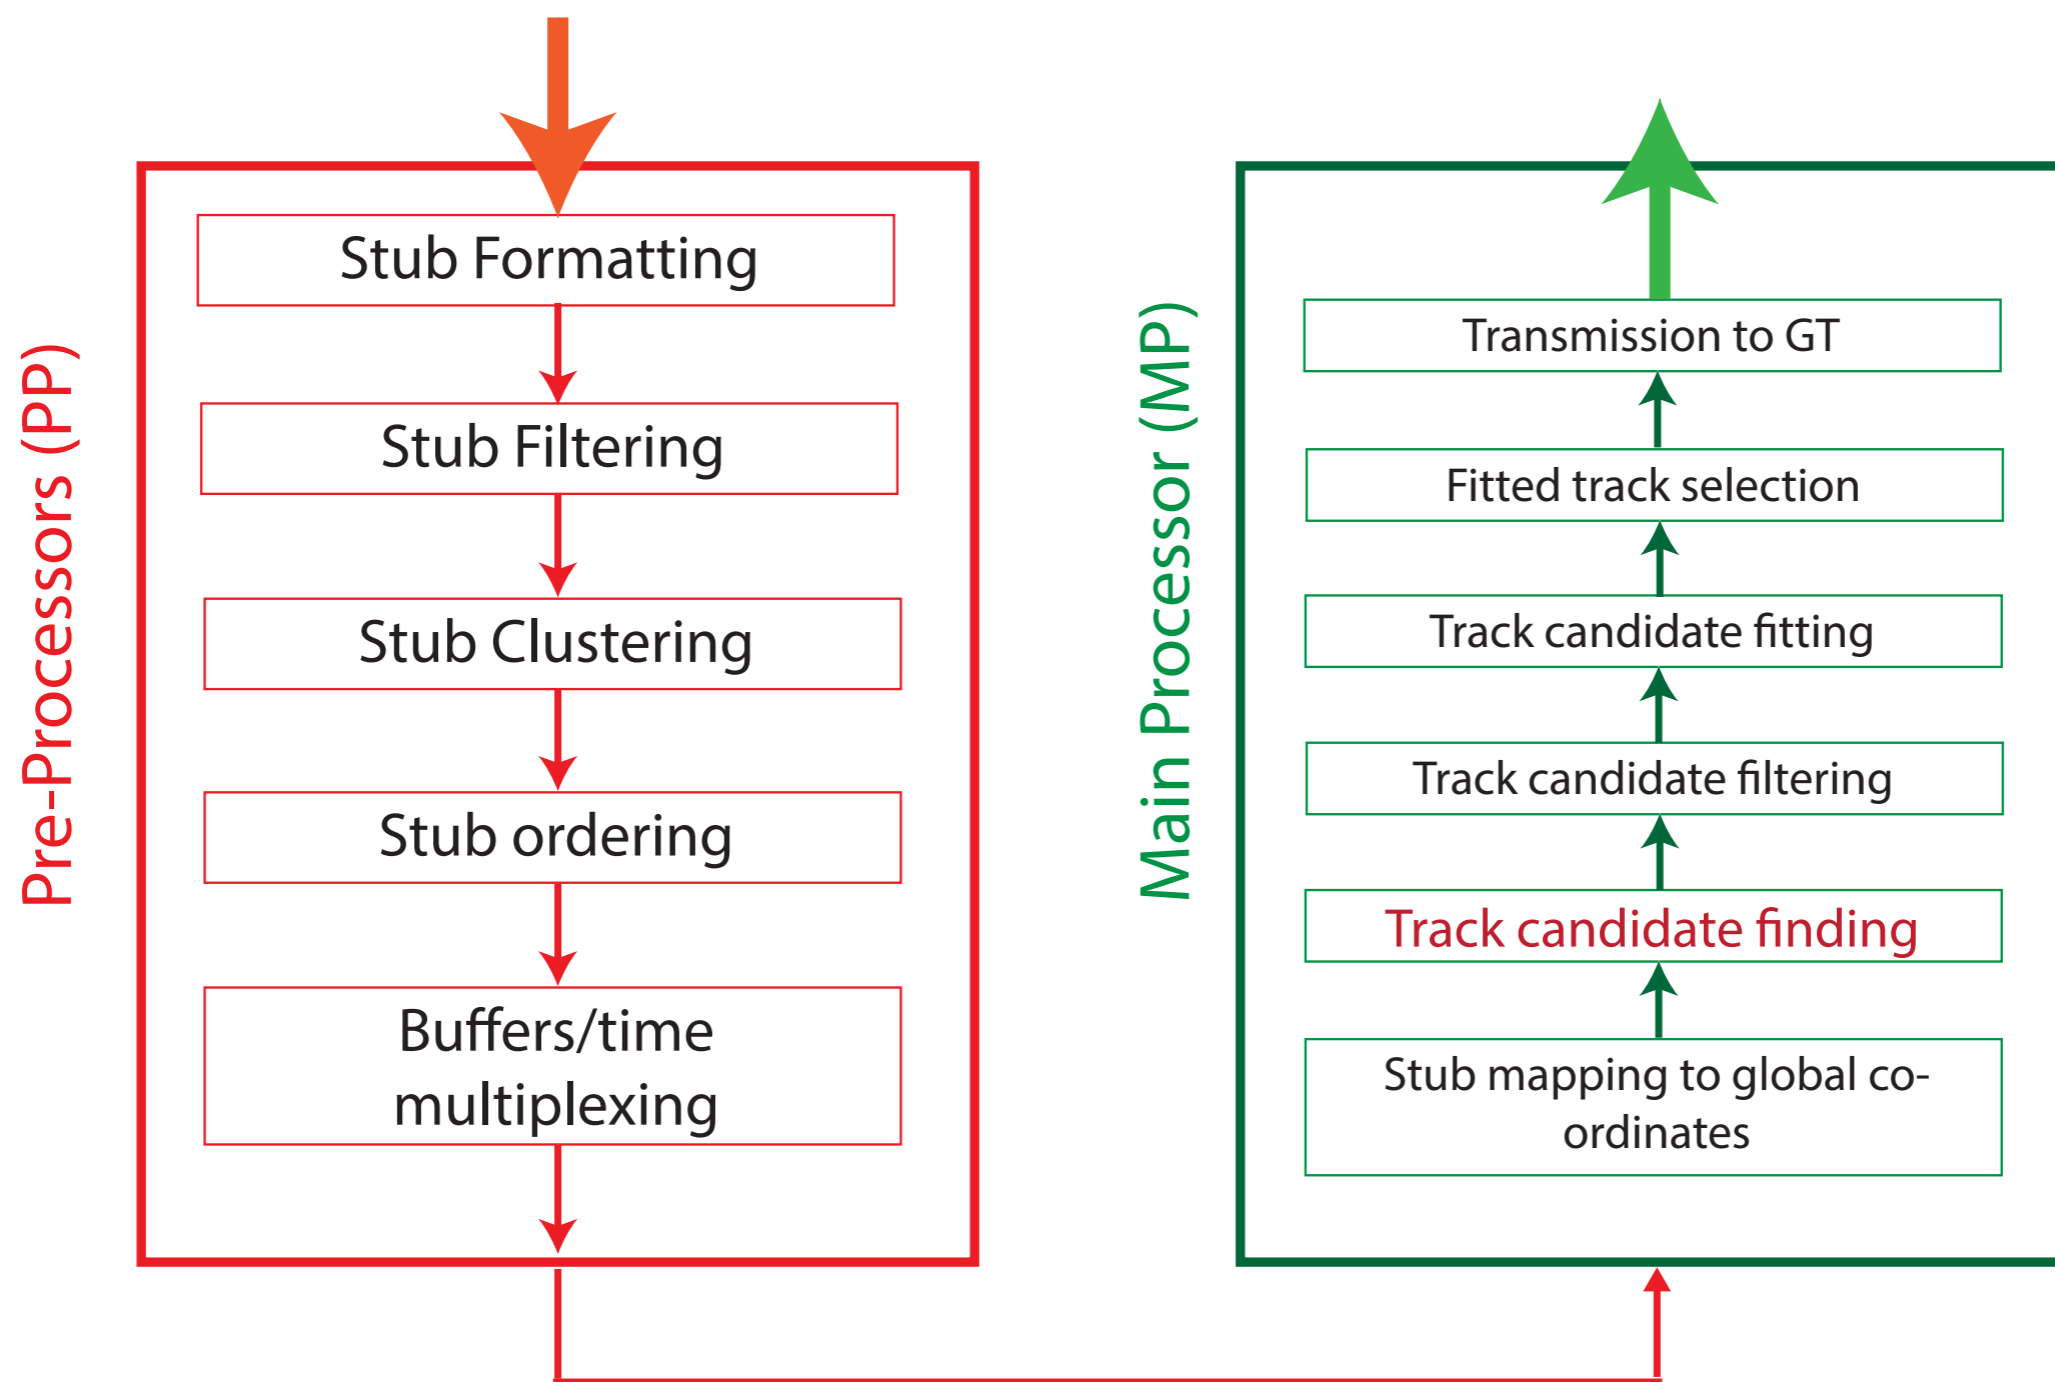 Pre-Processors (PP)
Stub Formatting
Stub Filtering
Stub Clustering
Stub ordering
Buffers/time
multiplexing
Main Processor (MP)
Transmission to GT
Fitted track selection
Track candidate fitting
Track candidate filtering
Track candidate finding
Stub mapping to global co-
ordinates